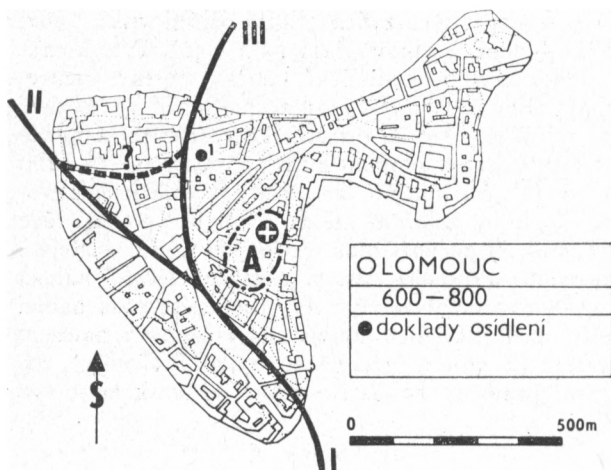 III
II
?
1
A
OLOMOUC
600–800
doklady osídlení
S
0 500m
I